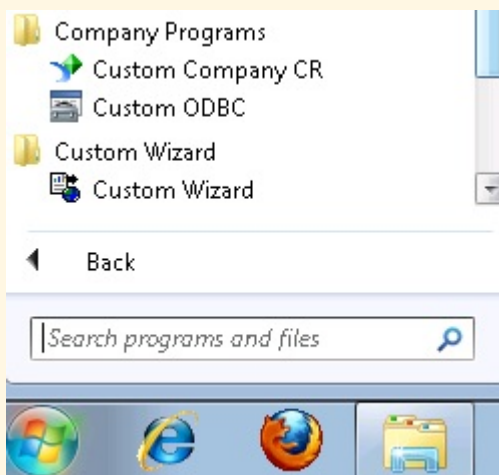 Company Programs
Custom Company CR
Custom ODBC
Custom Wizard
Custom Wizard
Back
Search programs and files